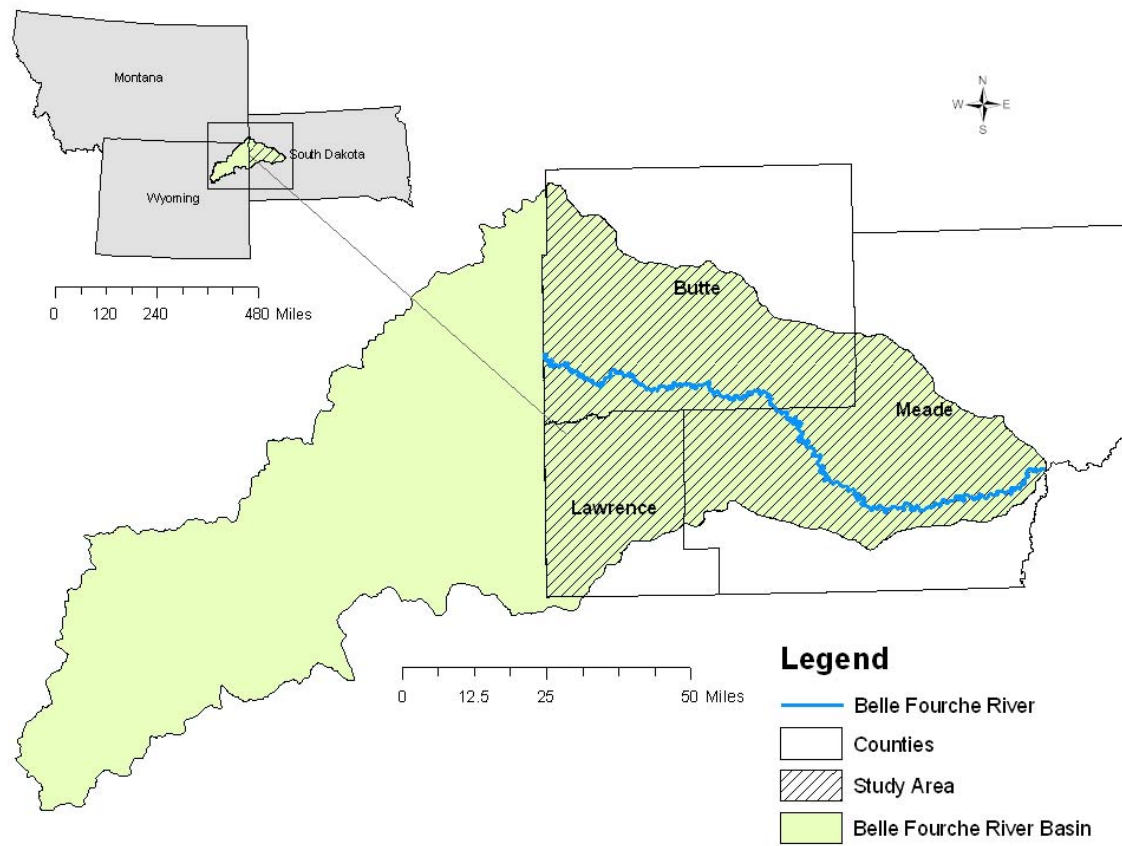 Montana
South Dakota
Wyoming
0 120 240 480 Miles
N
W E
S
Butte
Meade
Lawrence
0 12.5 25 50 Miles
Legend
Belle Fourche River
Counties
Study Area
Belle Fourche River Basin